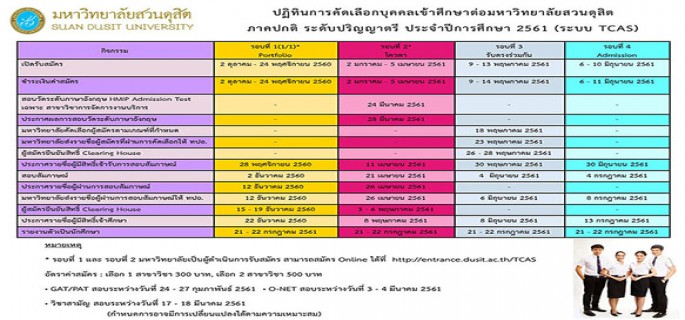 มหาวิทยาลัยสวนดุสิต
SUAN DUSIT UNIVERSITY
ปฏิทินการคัดเลือกบุคคลเข้าศึกษาต่อมหาวิทยาลัยสวนดุสิต
ภาคปกติ ระดับปริญญาตรี ประจำปีการศึกษา 2561 (ระบบ TCAS)
กิจกรรม รอบที่ 1(1/1)* Portfolio รอบที่ 2* โควตา รอบที่ 3 รับตรงร่วมกัน รอบที่ 4 Admission
เปิดรับสมัคร 2 ตุลาคม - 24 พฤศจิกายน 2560 2 มกราคม - 5 เมษายน 2561 9 - 13 พฤษภาคม 2561 6 - 10 มิถุนายน 2561
ชำระเงินค่าสมัคร 2 ตุลาคม - 24 พฤศจิกายน 2560 2 มกราคม - 5 เมษายน 2561 9 - 14 พฤษภาคม 2561 6 - 11 มิถุนายน 2561
สอบวัดระดับภาษาอังกฤษ HMIP Admission Test
เฉพาะ สาขาวิชาการจัดการงานบริการ - 24 มีนาคม 2561 - -
ประกาศผลการสอบวัดระดับภาษาอังกฤษ - 28 มีนาคม 2561 - -
มหาวิทยาลัยคัดเลือกผู้สมัครตามเกณฑ์ที่กำหนด - - 18 พฤษภาคม 2561 -
มหาวิทยาลัยส่งรายชื่อผู้สมัครที่ผ่านการคัดเลือกให้ ทปอ. - - 23 พฤษภาคม 2561 -
ผู้สมัครยืนยันสิทธิ์ Clearing House - - 26 - 28 พฤษภาคม 2561 -
ประกาศรายชื่อผู้มีสิทธิ์เข้ารับการสอบสัมภาษณ์ 28 พฤศจิกายน 2560 11 เมษายน 2561 30 พฤษภาคม 2561 30 มิถุนายน 2561
สอบสัมภาษณ์ 2 ธันวาคม 2560 21 เมษายน 2561 4 มิถุนายน 2561 4 กรกฎาคม 2561
ประกาศรายชื่อผู้ผ่านการสอบสัมภาษณ์ 12 ธันวาคม 2560 26 เมษายน 2561 - -
มหาวิทยาลัยส่งรายชื่อผู้ผ่านการสอบสัมภาษณ์ให้ ทปอ. 12 ธันวาคม 2560 26 เมษายน 2561 6 มิถุนายน 2561 8 กรกฎาคม 2561
ผู้สมัครยืนยันสิทธิ์ Clearing House 15 - 19 ธันวาคม 2560 3 - 6 พฤษภาคม 2561 - -
ประกาศรายชื่อผู้มีสิทธิ์เข้าศึกษา 22 ธันวาคม 2560 8 พฤษภาคม 2561 8 มิถุนายน 2561 13 กรกฎาคม 2561
รายงานตัวเป็นนักศึกษา 21 - 22 กรกฎาคม 2561 21 - 22 กรกฎาคม 2561 21 - 22 กรกฎาคม 2561 21 - 22 กรกฎาคม 2561
หมายเหตุ
* รอบที่ 1 และ รอบที่ 2 มหาวิทยาลัยเป็นผู้ดำเนินการรับสมัคร สามารถสมัคร Online ได้ที่ http://entrance.dusit.ac.th/TCAS
อัตราค่าสมัคร : เลือก 1 สาขาวิชา 300 บาท, เลือก 2 สาขาวิชา 500 บาท
• GAT/PAT สอบระหว่างวันที่ 24 - 27 กุมภาพันธ์ 2561 • O-NET สอบระหว่างวันที่ 3 - 4 มีนาคม 2561
• วิชาสามัญ สอบระหว่างวันที่ 17 - 18 มีนาคม 2561
(กำหนดการอาจมีการเปลี่ยนแปลงได้ตามความเหมาะสม)